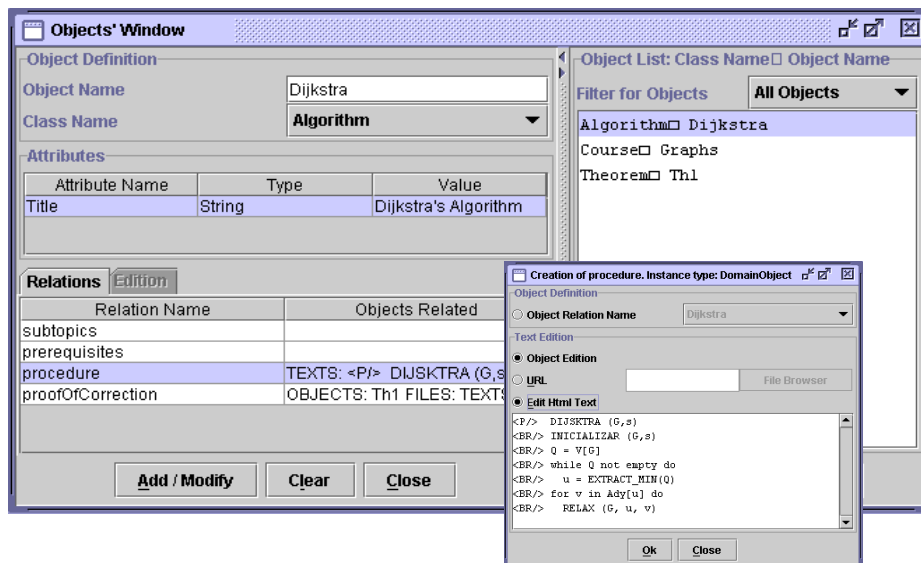 Objects' Window
Object Definition
Object Name Dijkstra
Class Name Algorithm
Attributes
Attribute Name Type Value
Title String Dijkstra's Algorithm
Relations Edition
Relation Name Objects Related
subtopics
prerequisites
procedure TEXTS: <P/> DIJSKTRA (G,s
proofOfCorrection OBJECTS: Th1 FILES: TEXTS
Add / Modify Clear Close
Object List: Class Name□ Object Name
Filter for Objects All Objects
Algorithm□ Dijkstra
Course□ Graphs
Theorem□ Th1
Creation of procedure. Instance type: DomainObject
Object Definition
Object Relation Name Dijkstra
Text Edition
Object Edition
URL File Browser
Edit Html Text
<P/> DIJSKTRA (G,s)
<BR/> INICIALIZAR (G,s)
<BR/> Q = V[G]
<BR/> while Q not empty do
<BR/> u = EXTRACT_MIN(Q)
<BR/> for v in Ady[u] do
<BR/> RELAX (G, u, v)
Ok Close